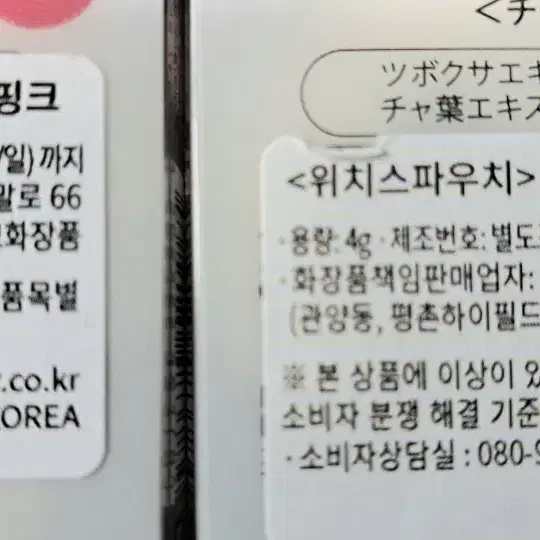 핑크
/일)까지
말로 66
화장품
품목별
.co.kr
KOREA
<チ
ツボクサエキ
チャ葉エキス
<위치스파우치>
·용량: 4g ·제조번호: 별도
·화장품책임판매업자:
(관양동, 평촌하이필드
※ 본 상품에 이상이 있
소비자 분쟁 해결 기준
·소비자상담실 : 080-9